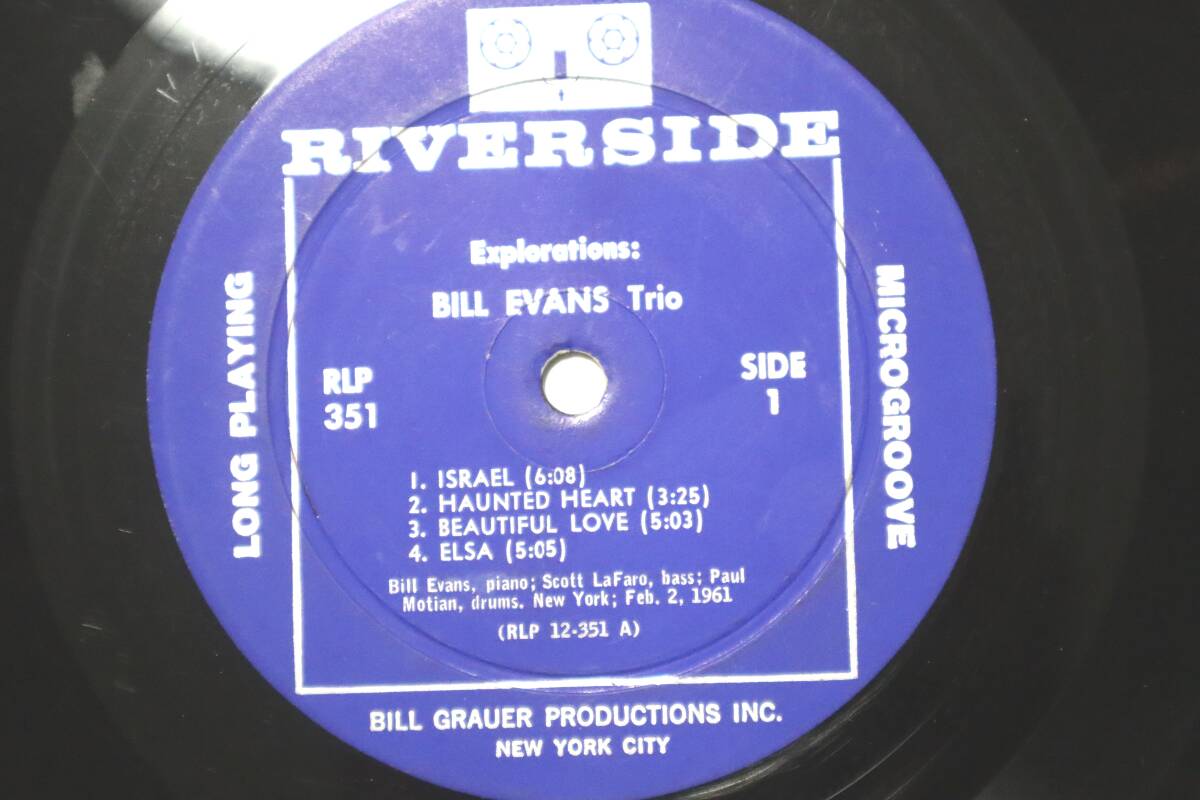 RIVERSIDE
Explorations:
BILL EVANS Trio
RLP
351
SIDE
1
LONG PLAYING
MICROGROOVE
1. ISRAEL (6:08)
2. HAUNTED HEART (3:25)
3. BEAUTIFUL LOVE (5:03)
4. ELSA (5:05)
Bill Evans, piano; Scott LaFaro, bass; Paul
Motian, drums. New York; Feb. 2, 1961
(RLP 12-351 A)
BILL GRAUER PRODUCTIONS INC.
NEW YORK CITY